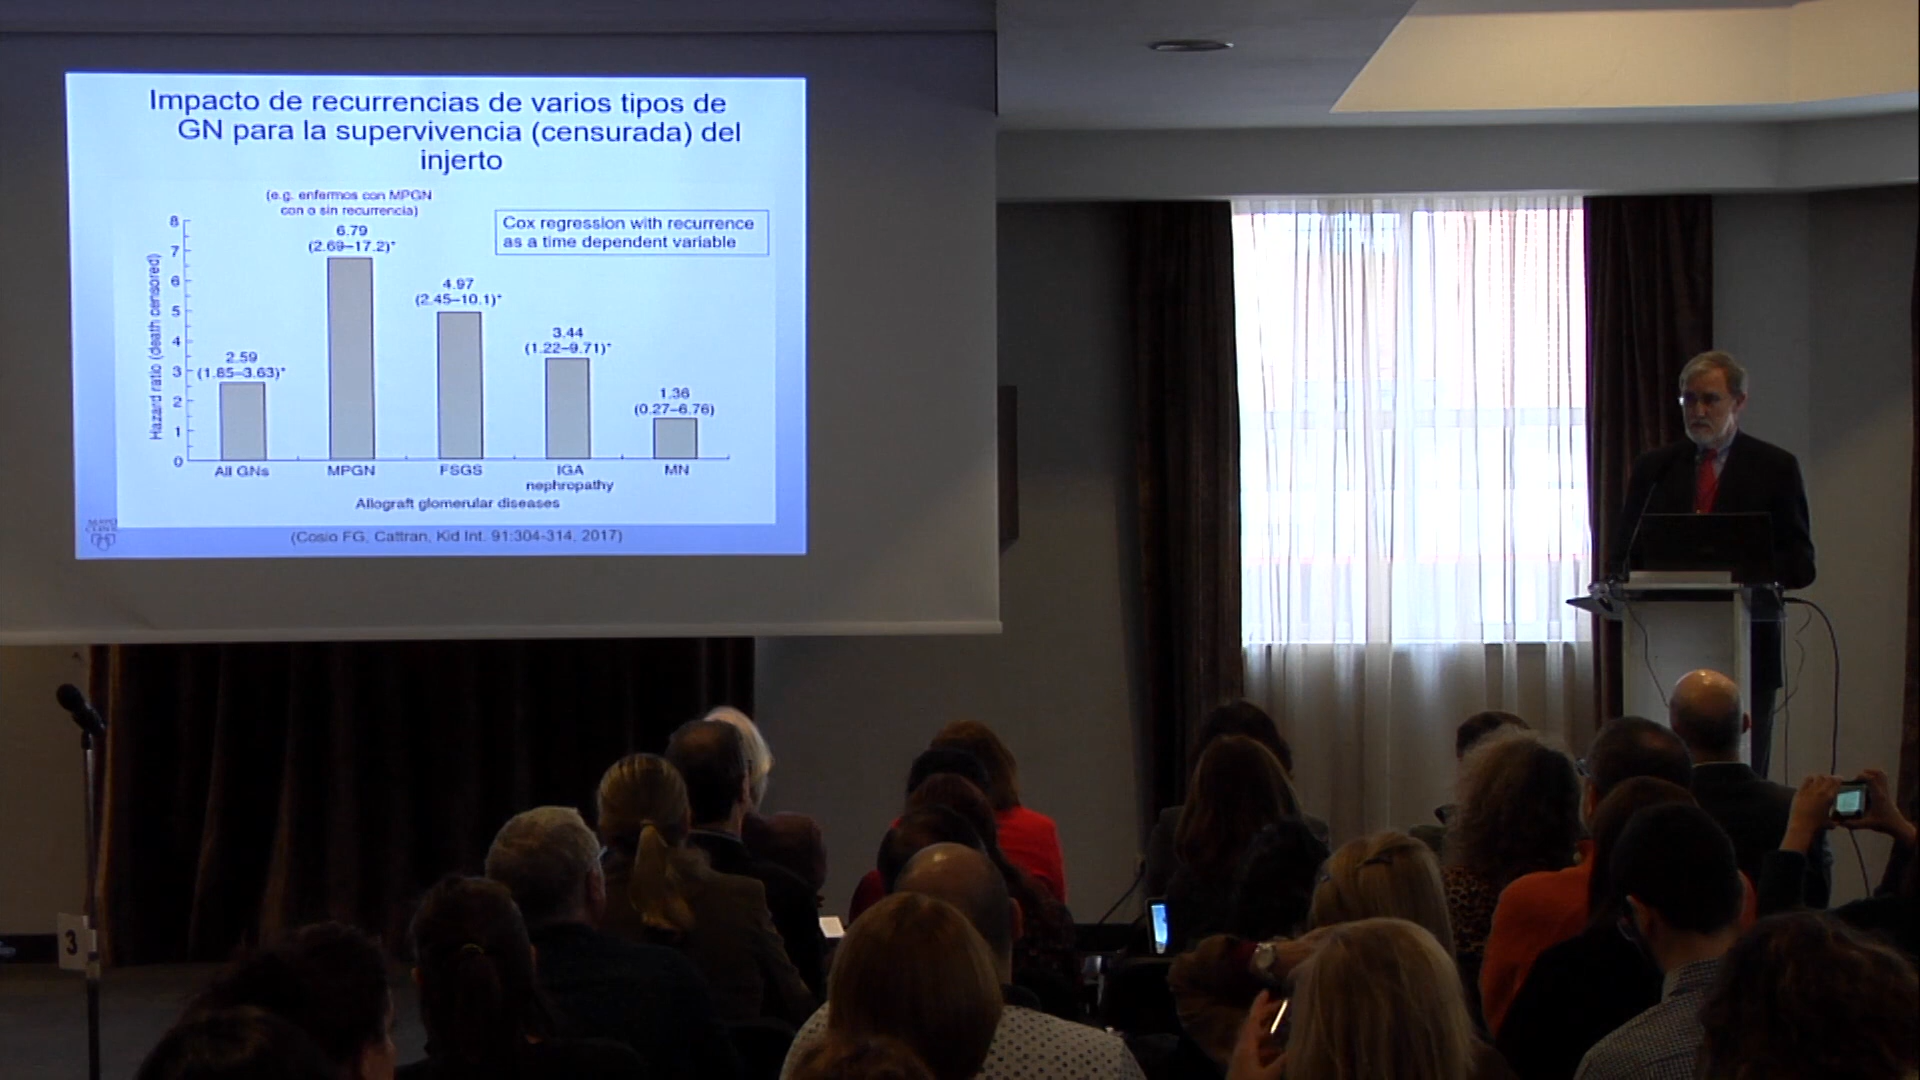 Impacto de recurrencias de varios tipos de
GN para la supervivencia (censurada) del
injerto
(e.g. enfermos con MPGN
con o sin recurrencia)
Cox regression with recurrence
as a time dependent variable
Hazard ratio (death censored)
8
7
6
5
4
3
2
1
0
2.59
(1.85–3.63)*
6.79
(2.69–17.2)*
4.97
(2.45–10.1)*
3.44
(1.22–9.71)*
1.36
(0.27–6.76)
All GNs
MPGN
FSGS
IGA
nephropathy
MN
Allograft glomerular diseases
MAYO
CLINIC
(Cosio FG, Cattran, Kid Int. 91:304-314, 2017)
3